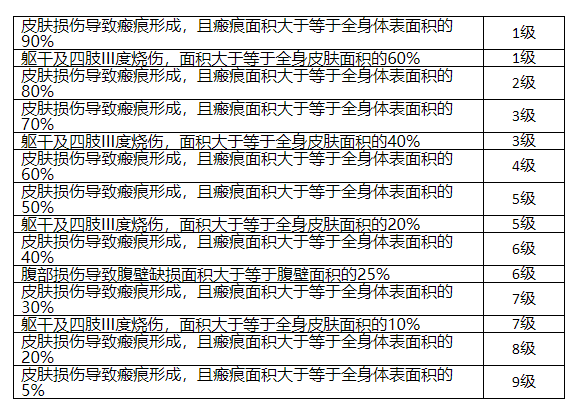 皮肤损伤导致瘢痕形成，且瘢痕面积大于等于全身体表面积的
90%
1级
躯干及四肢III度烧伤，面积大于等于全身皮肤面积的60%
1级
皮肤损伤导致瘢痕形成，且瘢痕面积大于等于全身体表面积的
80%
2级
皮肤损伤导致瘢痕形成，且瘢痕面积大于等于全身体表面积的
70%
3级
躯干及四肢III度烧伤，面积大于等于全身皮肤面积的40%
3级
皮肤损伤导致瘢痕形成，且瘢痕面积大于等于全身体表面积的
60%
4级
皮肤损伤导致瘢痕形成，且瘢痕面积大于等于全身体表面积的
50%
5级
躯干及四肢III度烧伤，面积大于等于全身皮肤面积的20%
5级
皮肤损伤导致瘢痕形成，且瘢痕面积大于等于全身体表面积的
40%
6级
腹部损伤导致腹壁缺损面积大于等于腹壁面积的25%
6级
皮肤损伤导致瘢痕形成，且瘢痕面积大于等于全身体表面积的
30%
7级
躯干及四肢III度烧伤，面积大于等于全身皮肤面积的10%
7级
皮肤损伤导致瘢痕形成，且瘢痕面积大于等于全身体表面积的
20%
8级
皮肤损伤导致瘢痕形成，且瘢痕面积大于等于全身体表面积的
5%
9级